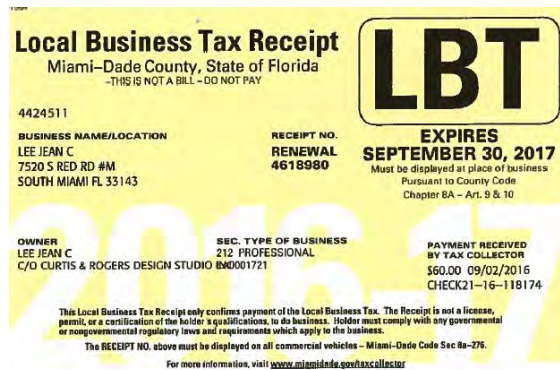 Local Business Tax Receipt
Miami–Dade County, State of Florida
–THIS IS NOT A BILL – DO NOT PAY
4424511
LBT
BUSINESS NAME/LOCATION
LEE JEAN C
7520 S RED RD #M
SOUTH MIAMI FL 33143
RECEIPT NO.
RENEWAL
4618980
EXPIRES
SEPTEMBER 30, 2017
Must be displayed at place of business
Pursuant to County Code
Chapter 8A – Art. 9 & 10
2016-17
OWNER
LEE JEAN C
C/O CURTIS & ROGERS DESIGN STUDIO
SEC. TYPE OF BUSINESS
212 PROFESSIONAL
PAYMENT RECEIVED
BY TAX COLLECTOR
$60.00 09/02/2016
CHECK21–16–118174
This Local Business Tax Receipt only confirms payment of the Local Business Tax. The Receipt is not a license,
permit, or a certification of the holder's qualifications, to do business. Holder must comply with any governmental
or nongovernmental regulatory laws and requirements which apply to the business.
The RECEIPT NO. above must be displayed on all commercial vehicles – Miami–Dade Code Sec 8a–276.
For more information, visit www.miamidade.gov/taxcollector